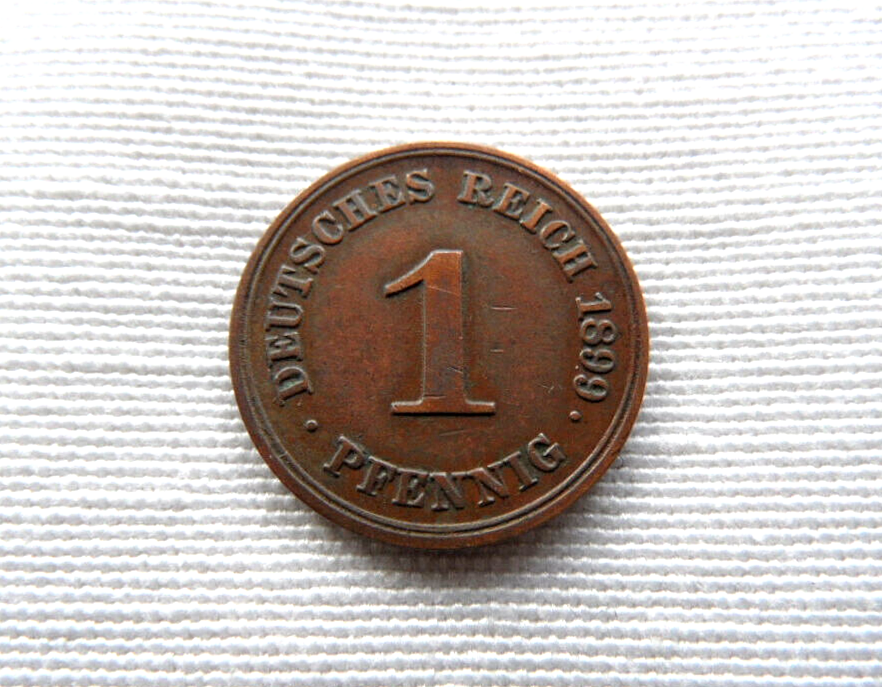 DEUTSCHES REICH 1899
1
PFENNIG